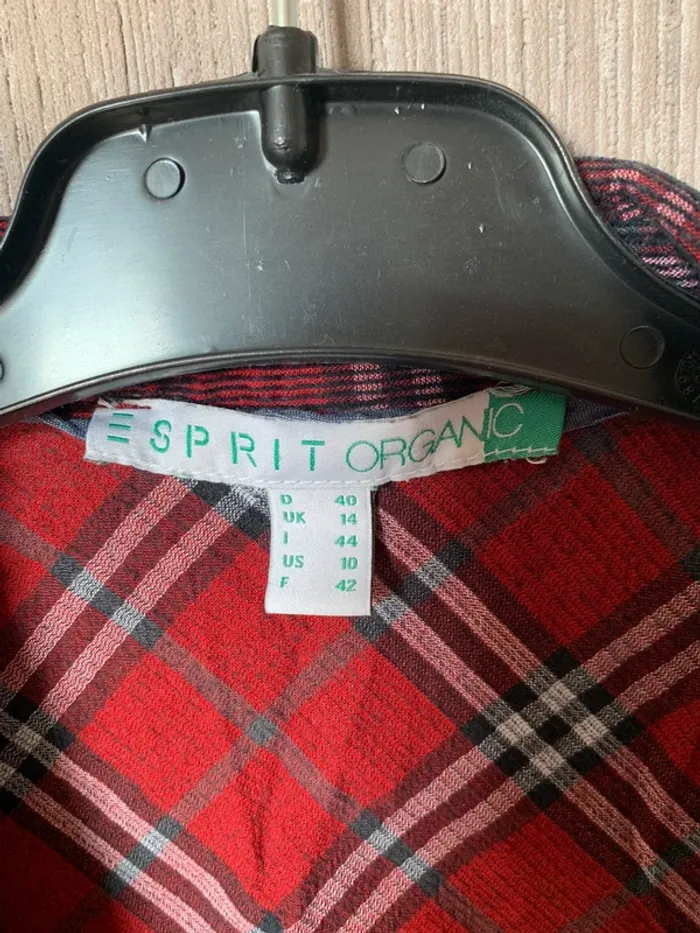 ESPRIT ORGANIC
D 40
UK 14
I 44
US 10
F 42